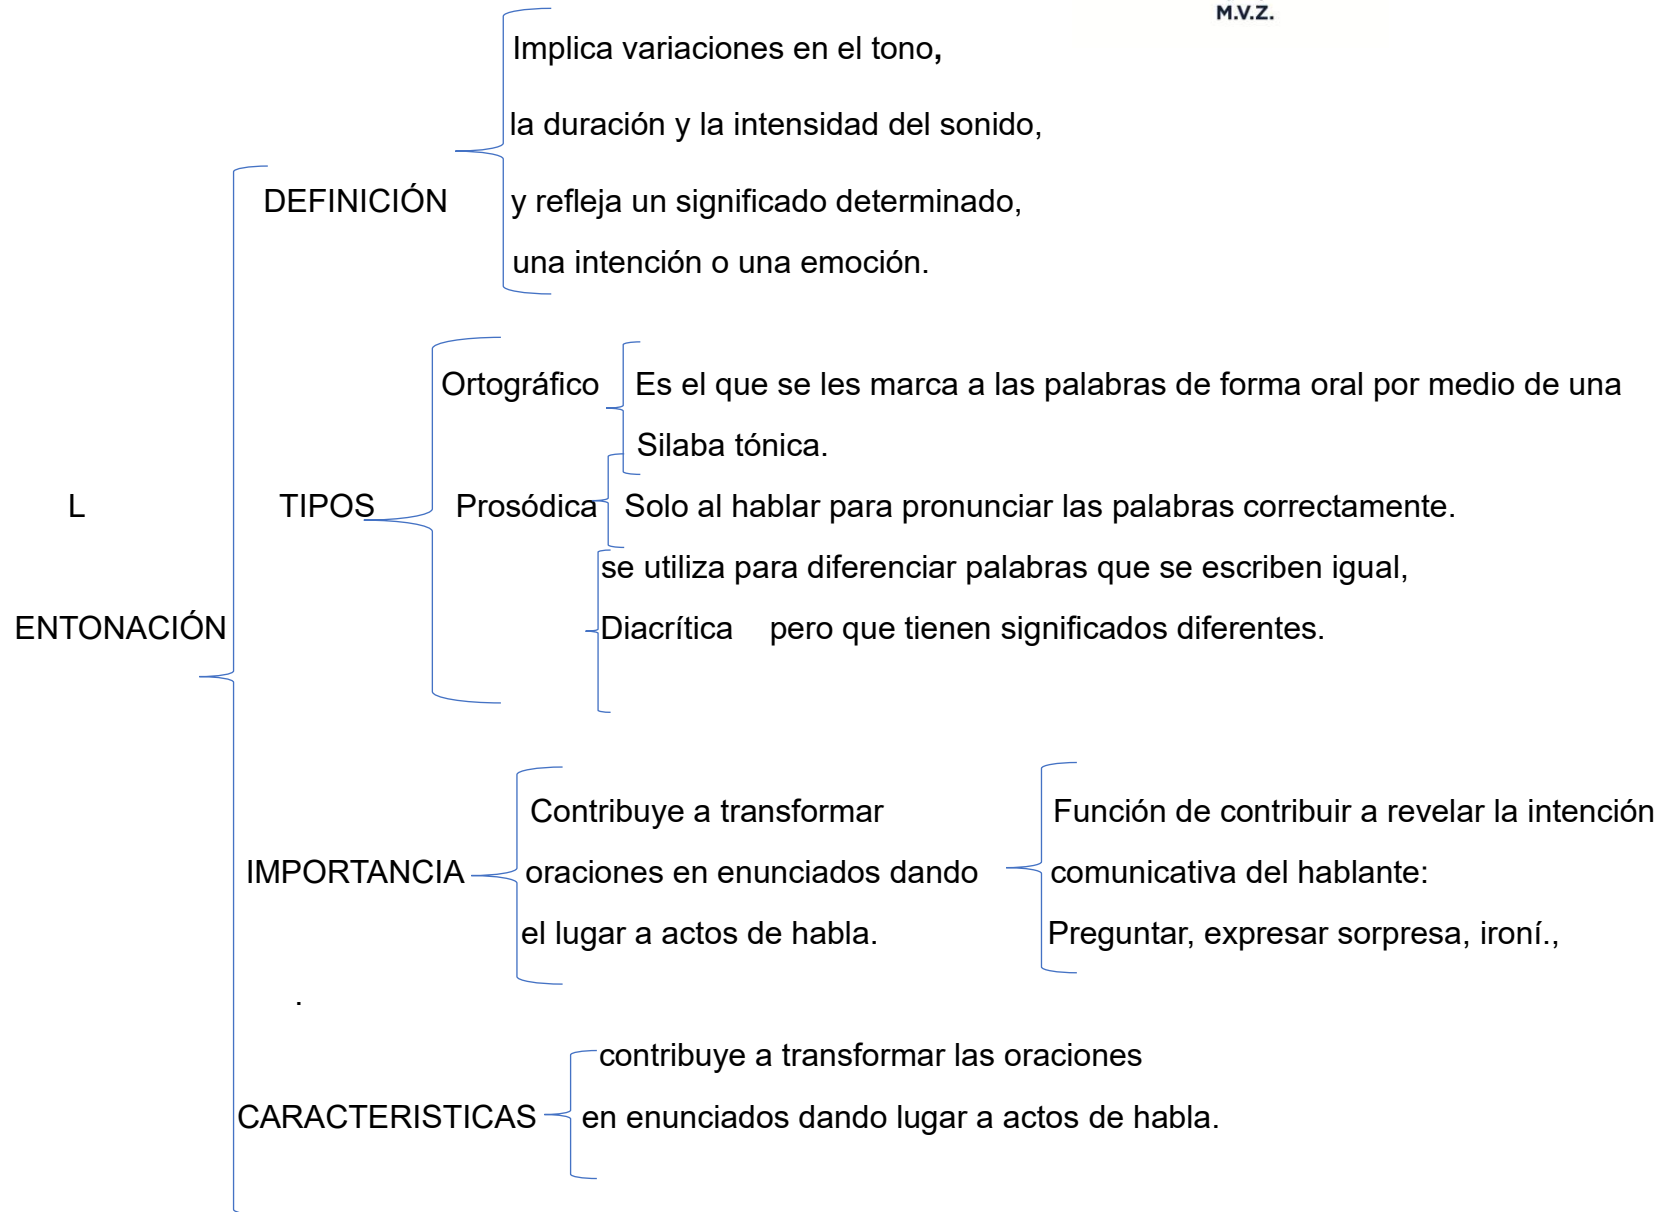 M.V.Z.
Implica variaciones en el tono,
la duración y la intensidad del sonido,
DEFINICIÓN y refleja un significado determinado,
una intención o una emoción.
Ortográfico Es el que se les marca a las palabras de forma oral por medio de una
Silaba tónica.
L TIPOS Prosódica Solo al hablar para pronunciar las palabras correctamente.
se utiliza para diferenciar palabras que se escriben igual,
ENTONACIÓN Diacrítica pero que tienen significados diferentes.
Contribuye a transformar Función de contribuir a revelar la intención
IMPORTANCIA oraciones en enunciados dando comunicativa del hablante:
el lugar a actos de habla. Preguntar, expresar sorpresa, ironí.,
.
contribuye a transformar las oraciones
CARACTERISTICAS en enunciados dando lugar a actos de habla.